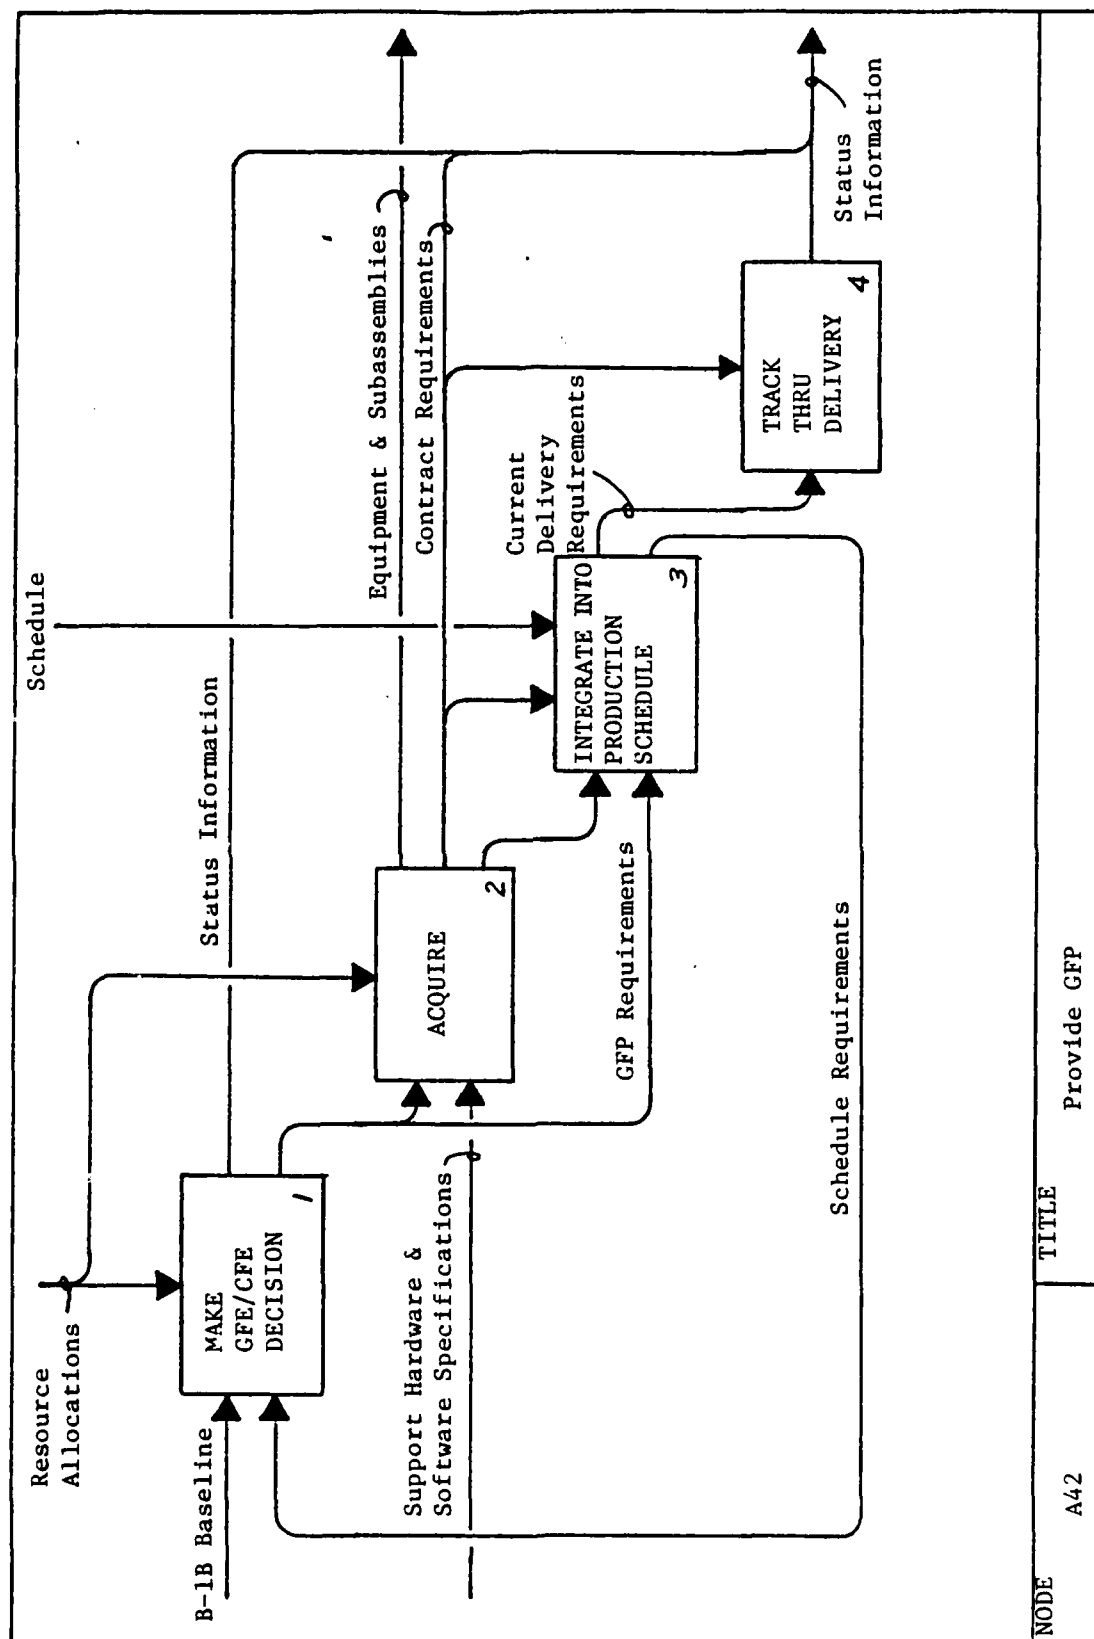 Resource
Allocations
Schedule
B-1B Baseline
MAKE
GFE/CFE
DECISION
1
Status Information
Support Hardware &
Software Specifications
ACQUIRE
2
Equipment & Subassemblies
Contract Requirements
GFP Requirements
INTEGRATE INTO
PRODUCTION
SCHEDULE
3
Current
Delivery
Requirements
TRACK
THRU
DELIVERY
4
Status
Information
Schedule Requirements
NODE
A42
TITLE
Provide GFP